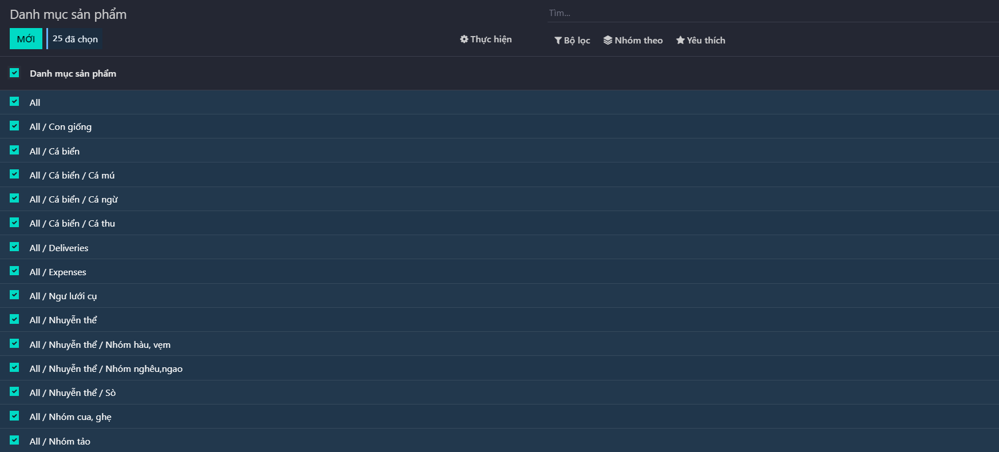 Danh mục sản phẩm
Tìm...
MỚI
25 đã chọn
Thực hiện
Bộ lọc
Nhóm theo
Yêu thích
Danh mục sản phẩm
All
All / Con giống
All / Cá biển
All / Cá biển / Cá mú
All / Cá biển / Cá ngừ
All / Cá biển / Cá thu
All / Deliveries
All / Expenses
All / Ngư lưới cụ
All / Nhuyễn thể
All / Nhuyễn thể / Nhóm hàu, vẹm
All / Nhuyễn thể / Nhóm nghêu,ngao
All / Nhuyễn thể / Sò
All / Nhóm cua, ghẹ
All / Nhóm tảo